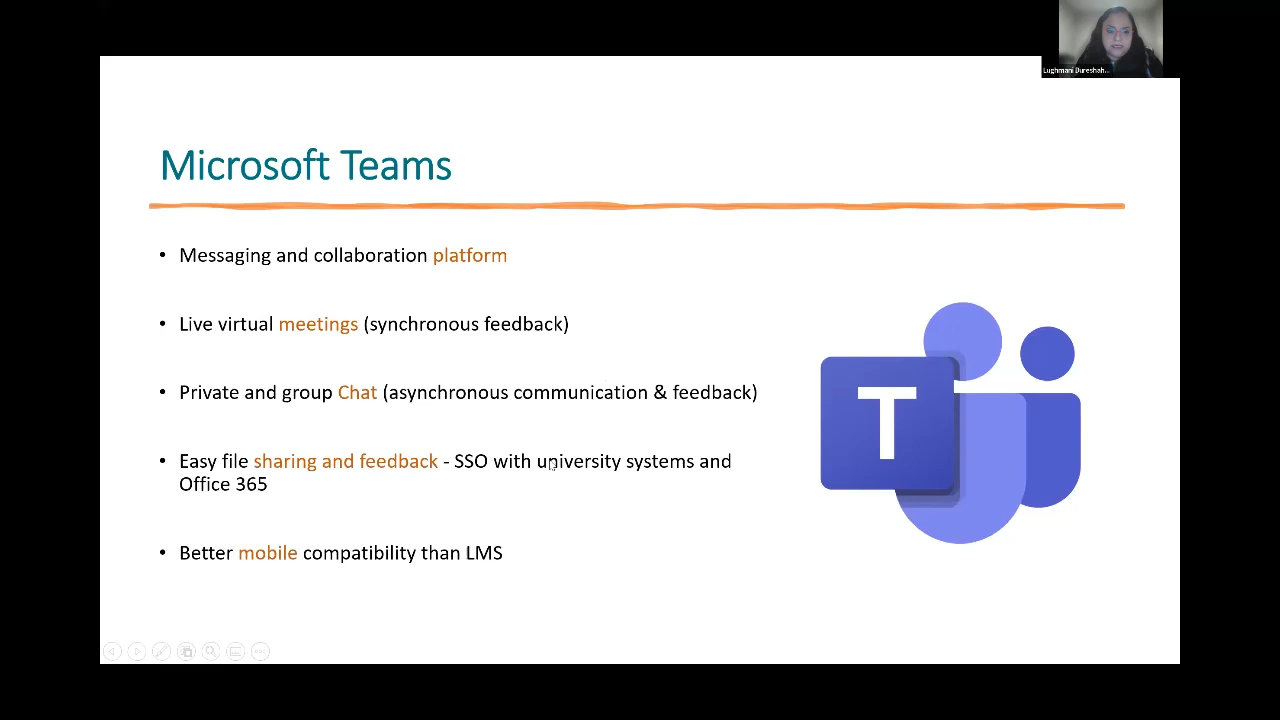 Lughmani Dureshah...
Microsoft Teams
• Messaging and collaboration platform
• Live virtual meetings (synchronous feedback)
• Private and group Chat (asynchronous communication & feedback)
• Easy file sharing and feedback - SSO with university systems and
Office 365
• Better mobile compatibility than LMS
T